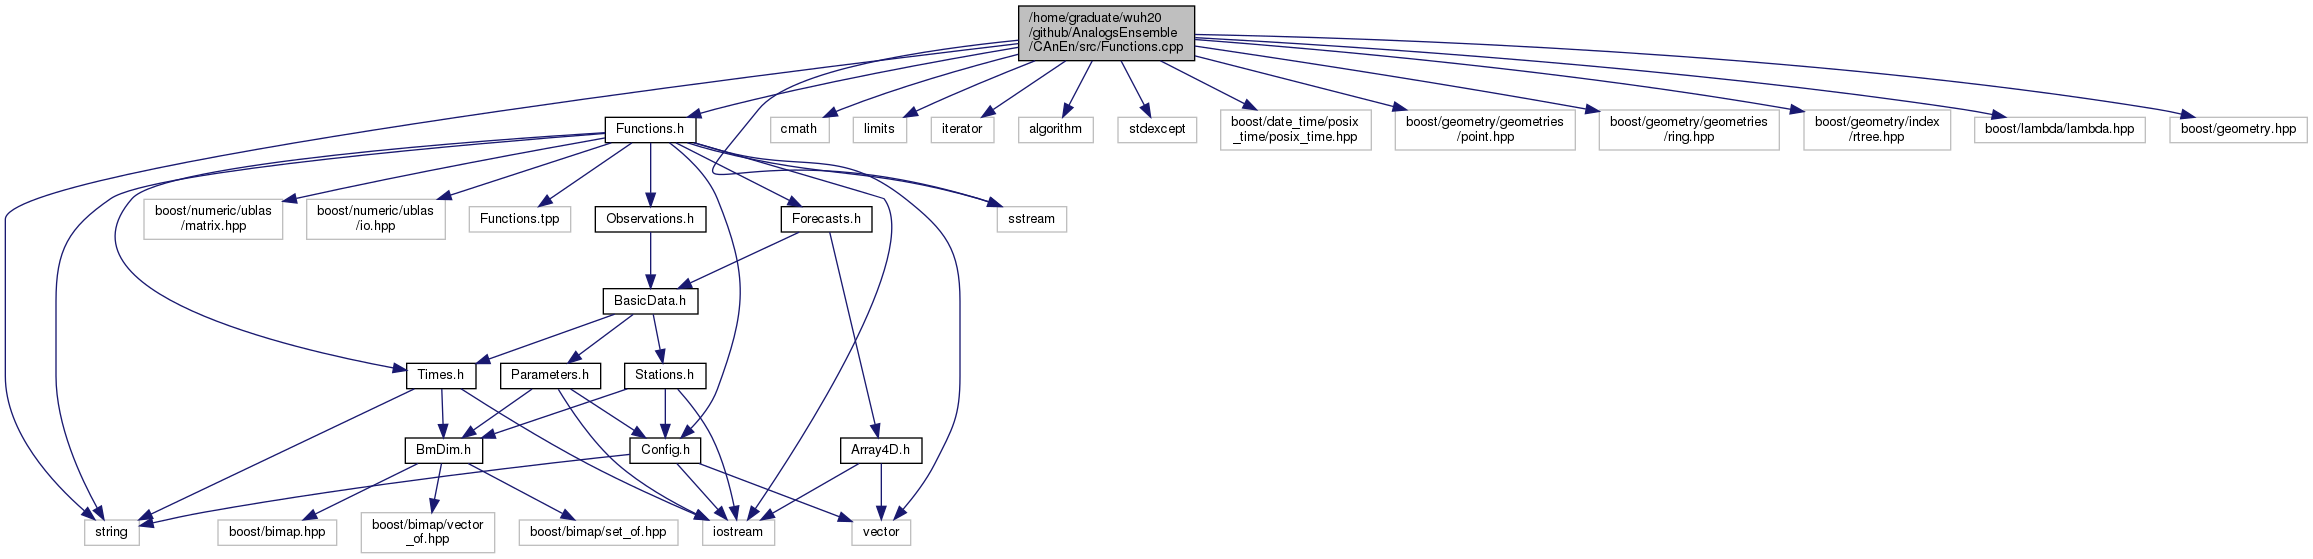 /home/graduate/wuh20
/github/AnalogsEnsemble
/CAnEn/src/Functions.cpp
Functions.h
cmath
limits
iterator
algorithm
stdexcept
boost/date_time/posix
_time/posix_time.hpp
boost/geometry/geometries
/point.hpp
boost/geometry/geometries
/ring.hpp
boost/geometry/index
/rtree.hpp
boost/lambda/lambda.hpp
boost/geometry.hpp
boost/numeric/ublas
/matrix.hpp
boost/numeric/ublas
/io.hpp
Functions.tpp
Observations.h
Forecasts.h
sstream
BasicData.h
Times.h
Parameters.h
Stations.h
BmDim.h
Config.h
Array4D.h
string
boost/bimap.hpp
boost/bimap/vector
_of.hpp
boost/bimap/set_of.hpp
iostream
vector